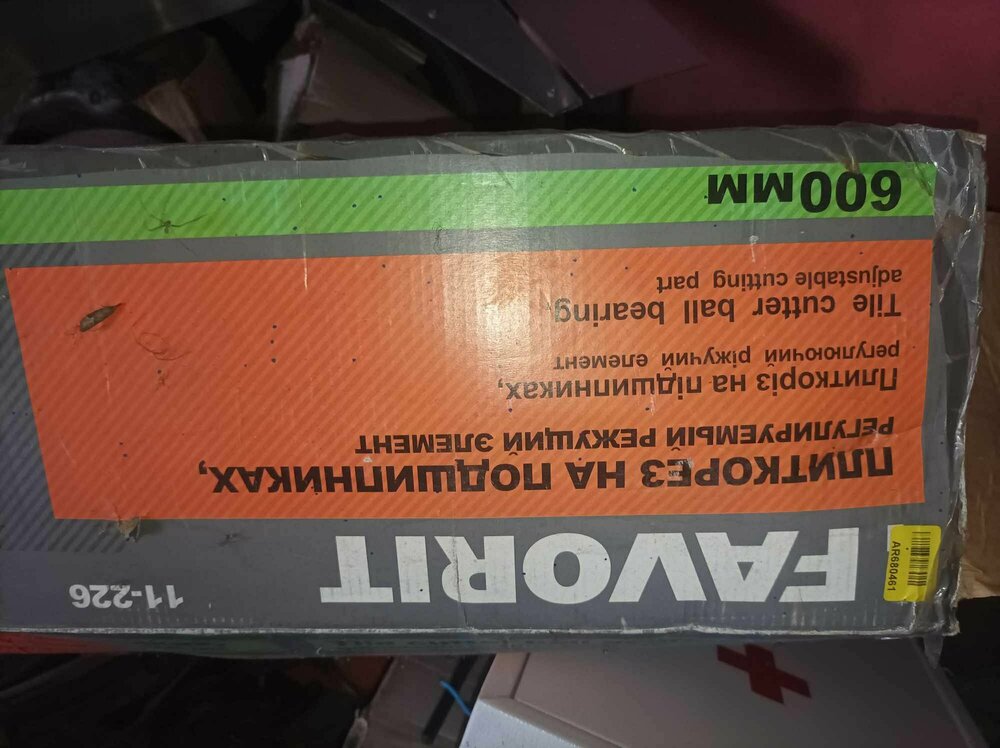 FAVORIT
11-226
ПЛИТКОРЕЗ НА ПОДШИПНИКАХ,
РЕГУЛИРУЕМЫЙ РЕЖУЩИЙ ЭЛЕМЕНТ
Плиткоріз на підшипниках,
регулюючий ріжучий елемент
Tile cutter ball bearing,
adjustable cutting part
600мм
AR680461